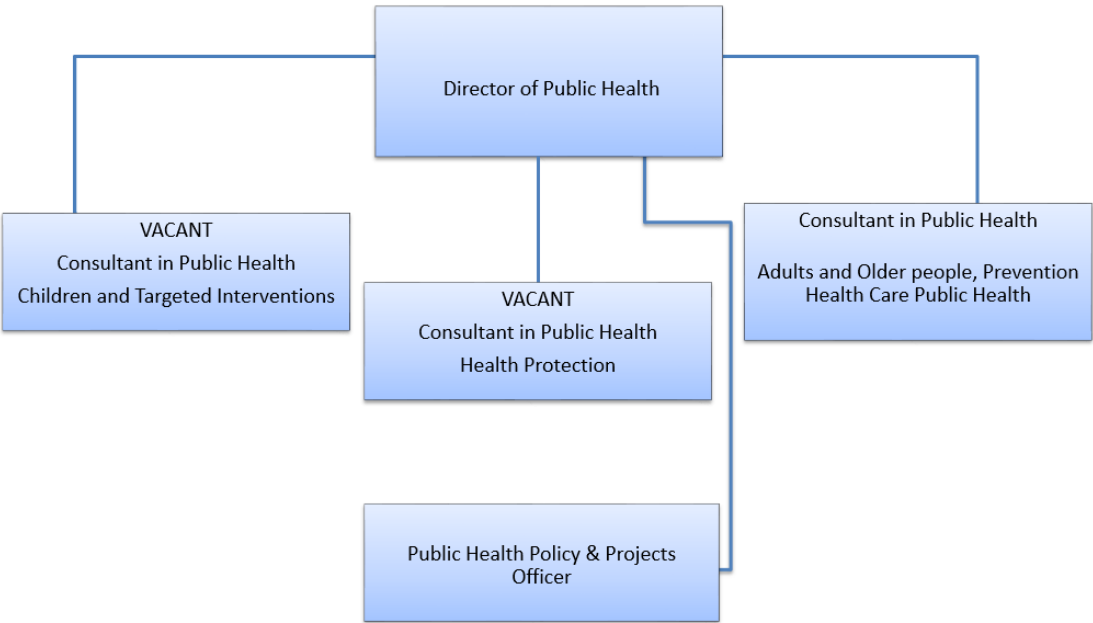 Director of Public Health
VACANT
Consultant in Public Health
Children and Targeted Interventions
VACANT
Consultant in Public Health
Health Protection
Consultant in Public Health
Adults and Older people, Prevention
Health Care Public Health
Public Health Policy & Projects
Officer